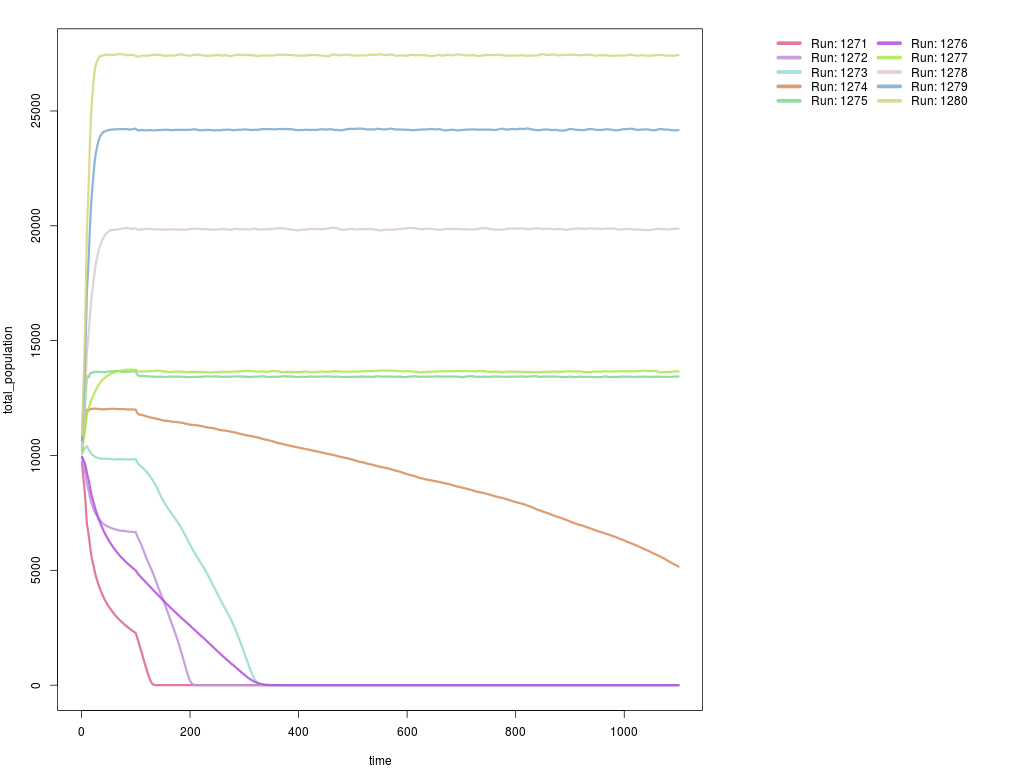 Run: 1271
Run: 1272
Run: 1273
Run: 1274
Run: 1275
Run: 1276
Run: 1277
Run: 1278
Run: 1279
Run: 1280
total_population
25000
20000
15000
10000
5000
0
0 200 400 600 800 1000
time